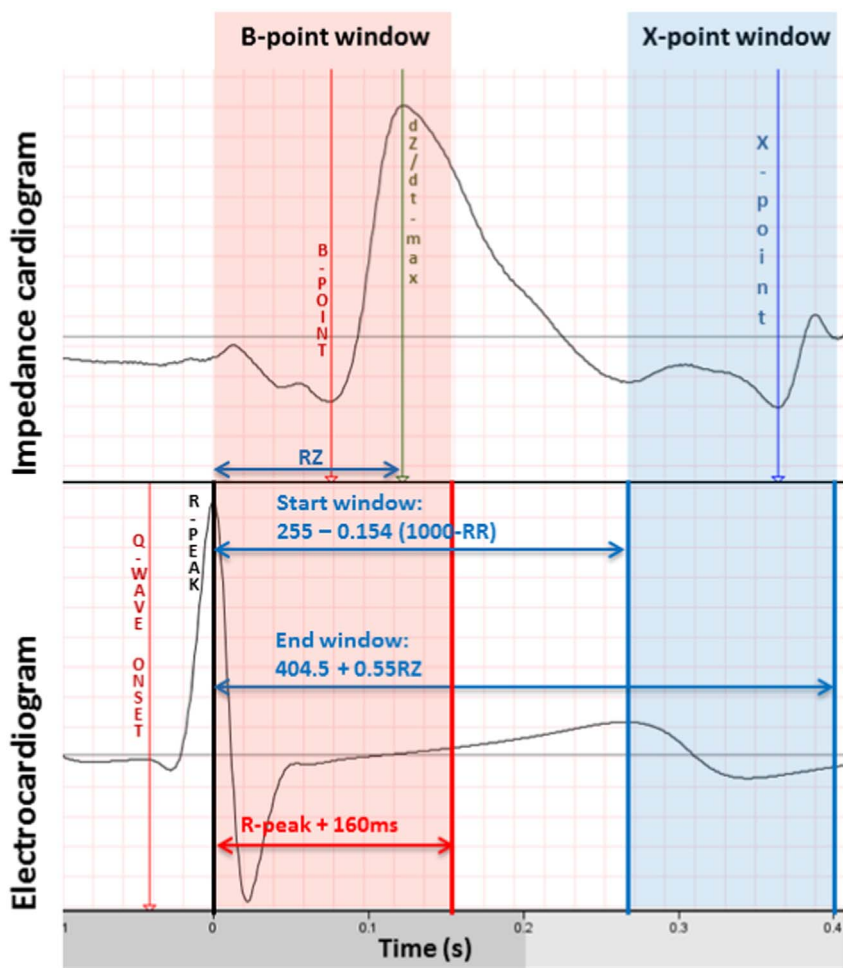 B-point window
X-point window
Impedance cardiogram
B-POINT
dZ/dt-max
X-point
RZ
R-PEAK
Start window:
255 – 0.154 (1000-RR)
Q-WAVE ONSET
End window:
404.5 + 0.55RZ
Electrocardiogram
R-peak + 160ms
1 0 0.1 0.2 0.3 0.4
Time (s)